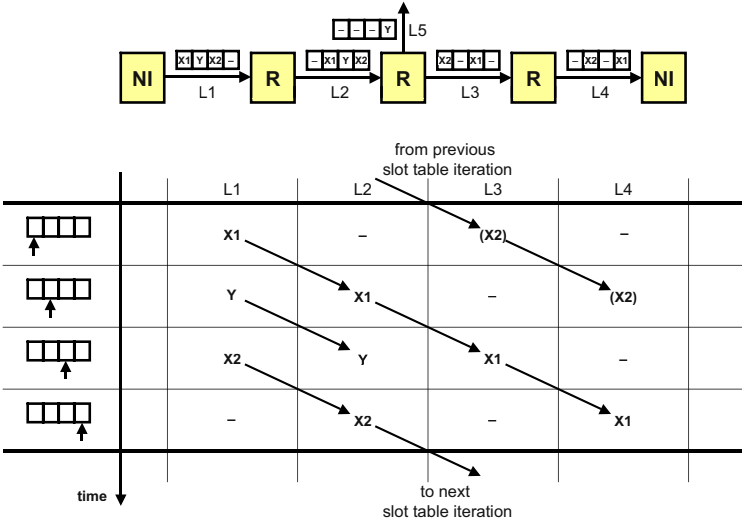 – – – Y L5
X1 Y X2 – – X1 Y X2 X2 – X1 – – X2 – X1
NI R R R NI
L1 L2 L3 L4
from previous
slot table iteration
L1 L2 L3 L4
X1 – (X2) –
Y X1 – (X2)
X2 Y X1 –
– X2 – X1
time
to next
slot table iteration